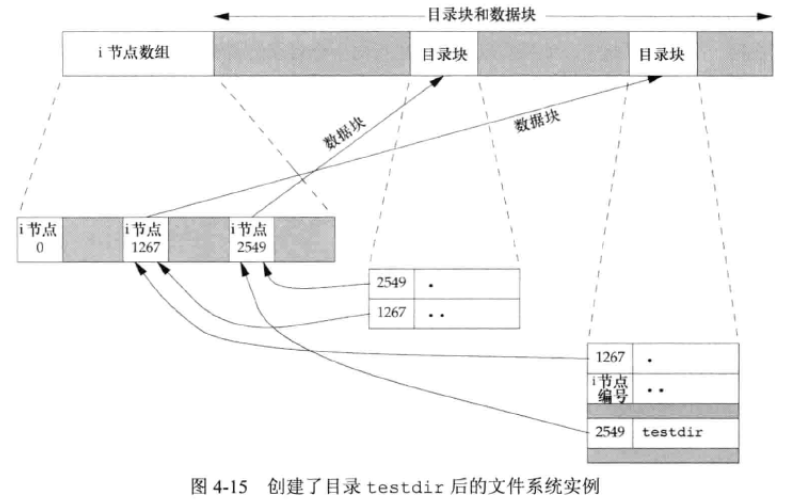 目录块和数据块
i 节点数组
目录块
目录块
数据块
数据块
i 节点
0
i 节点
1267
i 节点
2549
2549 .
1267 ..
1267 .
i 节点
编号 ..
2549 testdir
图 4-15 创建了目录 testdir 后的文件系统实例